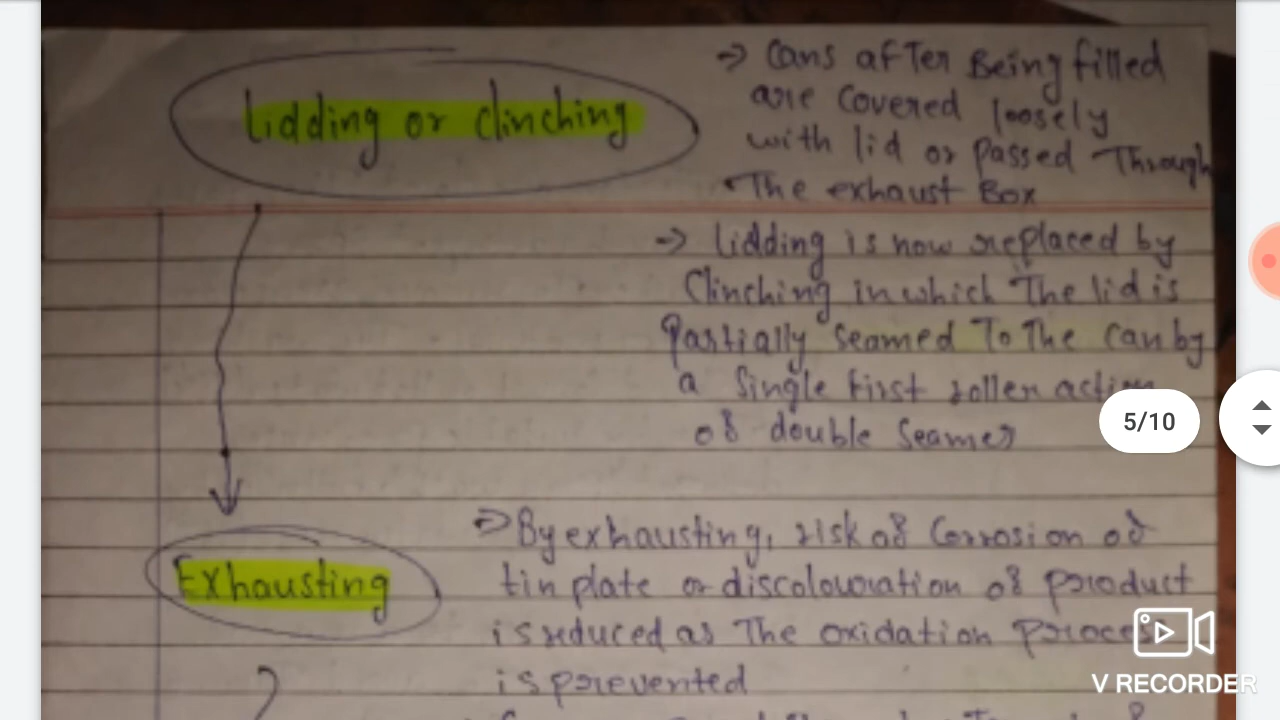 Lidding or Clinching
→ Cans after Being filled
are Covered loosely
with lid or passed Through
The exhaust Box
→ Lidding is now replaced by
Clinching in which The lid is
Partially Seamed To The can by
a Single first roller action
of double Seamer
5/10
Exhausting
→ By exhausting, risk of Corrosion of
tin plate or discolouration of product
is reduced as The oxidation process
is prevented
V RECORDER